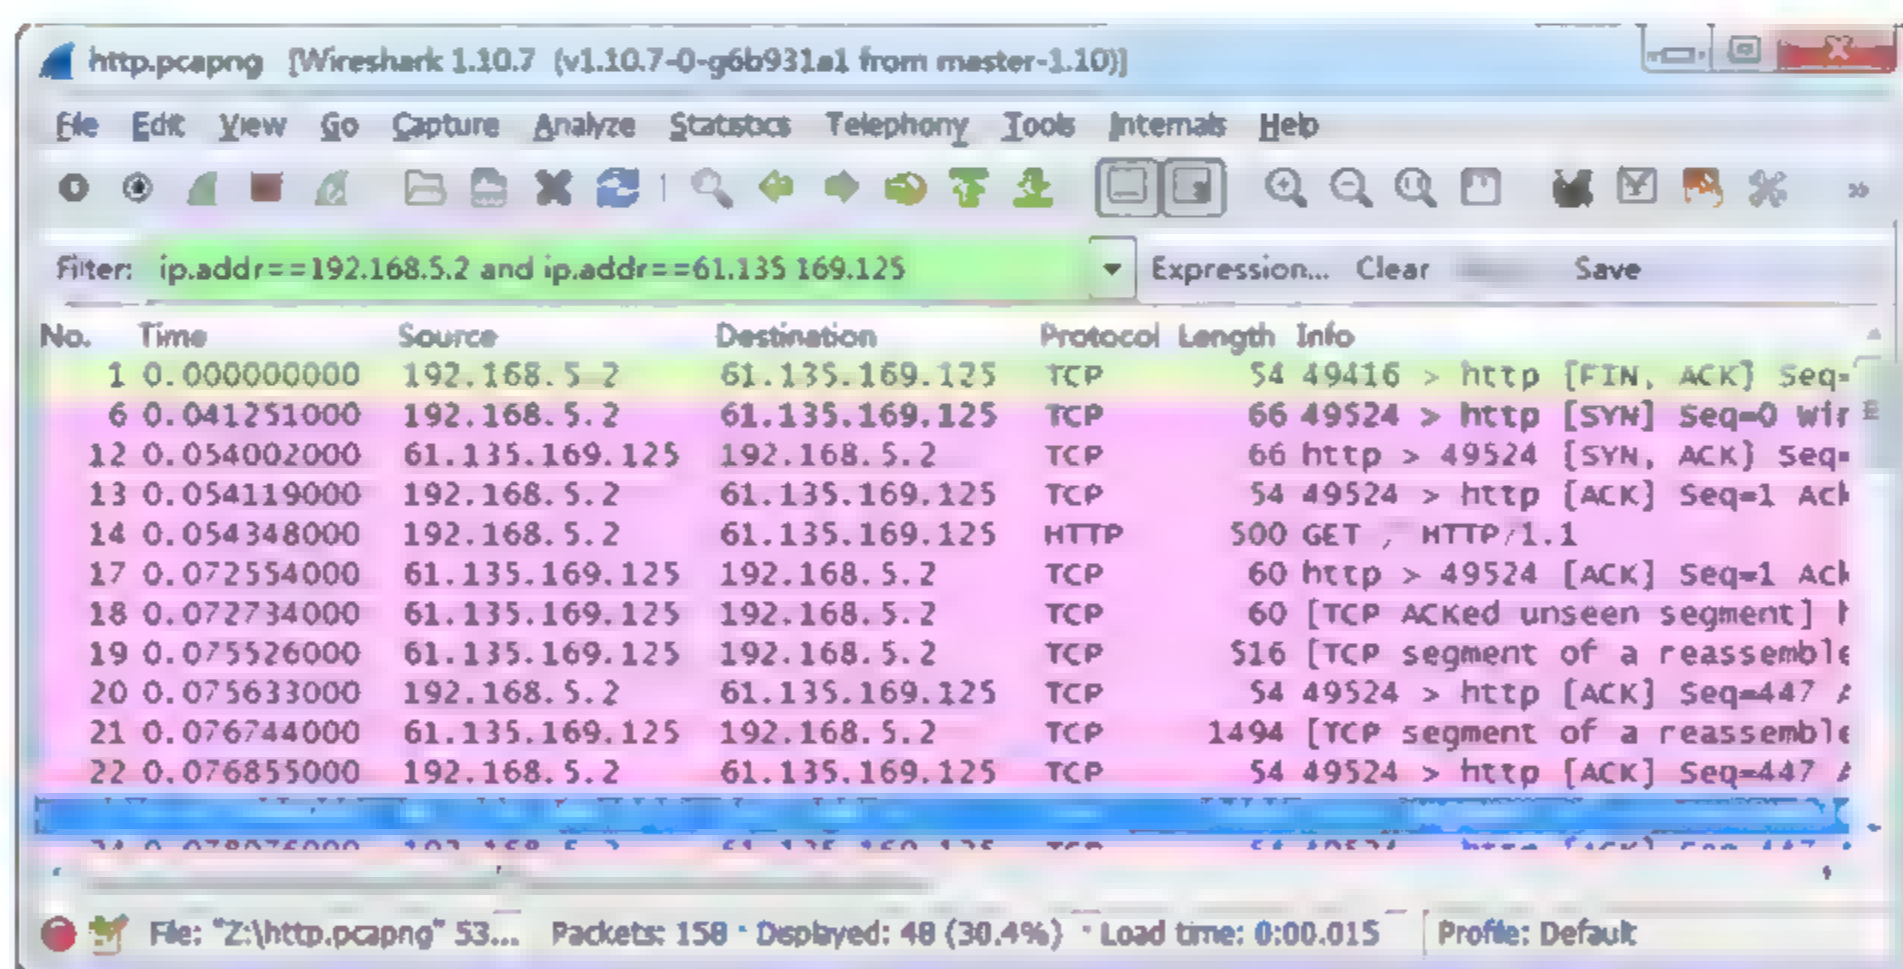 http.pcapng [Wireshark 1.10.7 (v1.10.7-0-g6b931a1 from master-1.10)]
File Edit View Go Capture Analyze Statistics Telephony Tools Internals Help
Filter: ip.addr==192.168.5.2 and ip.addr==61.135.169.125 Expression... Clear Save
No. Time Source Destination Protocol Length Info
1 0.000000000 192.168.5.2 61.135.169.125 TCP 54 49416 > http [FIN, ACK] Seq=
6 0.041251000 192.168.5.2 61.135.169.125 TCP 66 49524 > http [SYN] Seq=0 Wir
12 0.054002000 61.135.169.125 192.168.5.2 TCP 66 http > 49524 [SYN, ACK] Seq=
13 0.054119000 192.168.5.2 61.135.169.125 TCP 54 49524 > http [ACK] Seq=1 Ack
14 0.054348000 192.168.5.2 61.135.169.125 HTTP 500 GET / HTTP/1.1
17 0.072554000 61.135.169.125 192.168.5.2 TCP 60 http > 49524 [ACK] Seq=1 Ack
18 0.072734000 61.135.169.125 192.168.5.2 TCP 60 [TCP ACKed unseen segment]
19 0.075526000 61.135.169.125 192.168.5.2 TCP 516 [TCP segment of a reassemble
20 0.075633000 192.168.5.2 61.135.169.125 TCP 54 49524 > http [ACK] Seq=447 A
21 0.076744000 61.135.169.125 192.168.5.2 TCP 1494 [TCP segment of a reassemble
22 0.076855000 192.168.5.2 61.135.169.125 TCP 54 49524 > http [ACK] Seq=447 A
File: "Z:\http.pcapng" 53... Packets: 158 · Displayed: 48 (30.4%) · Load time: 0:00.015 Profile: Default